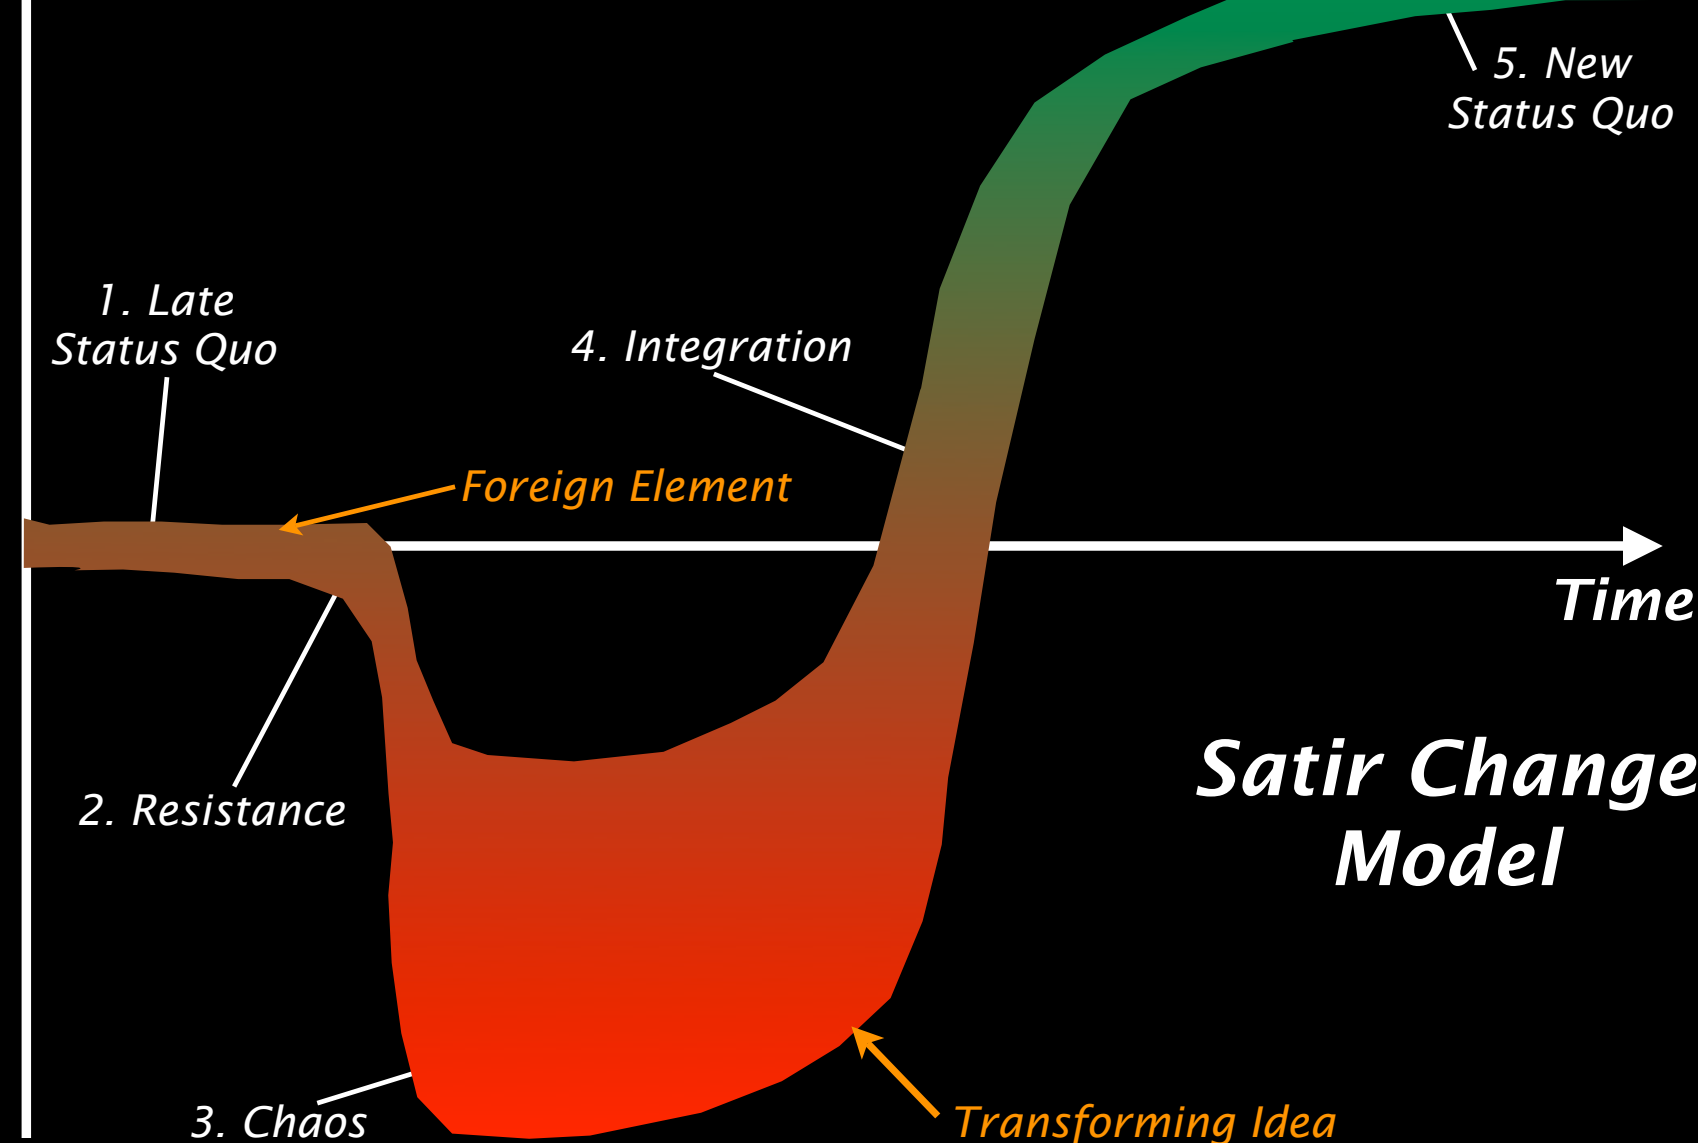 5. New
Status Quo
1. Late
Status Quo
4. Integration
Foreign Element
Time
2. Resistance
Satir Change
Model
3. Chaos
Transforming Idea